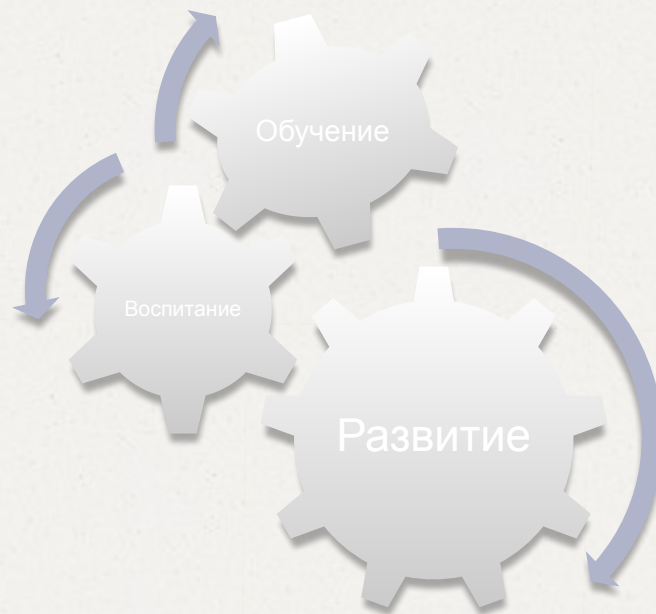 Обучение
Воспитание
Развитие